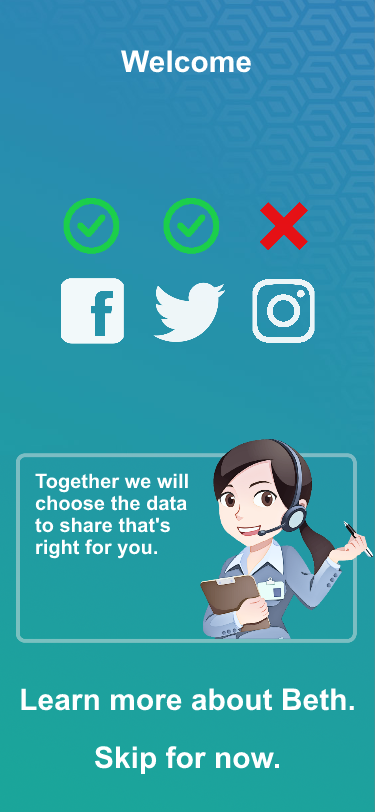 Welcome
Together we will
choose the data
to share that's
right for you.
Learn more about Beth.
Skip for now.